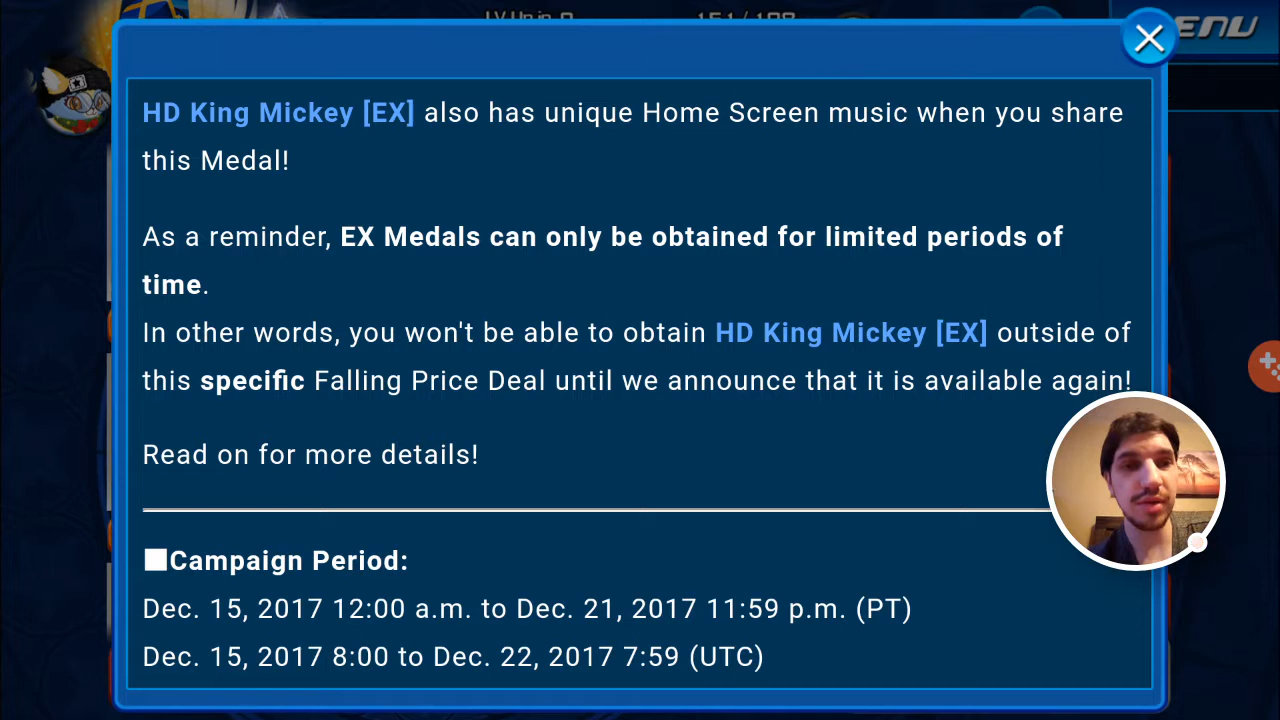 MENU
HD King Mickey [EX] also has unique Home Screen music when you share
this Medal!
As a reminder, EX Medals can only be obtained for limited periods of
time.
In other words, you won't be able to obtain HD King Mickey [EX] outside of
this specific Falling Price Deal until we announce that it is available again!
Read on for more details!
■Campaign Period:
Dec. 15, 2017 12:00 a.m. to Dec. 21, 2017 11:59 p.m. (PT)
Dec. 15, 2017 8:00 to Dec. 22, 2017 7:59 (UTC)